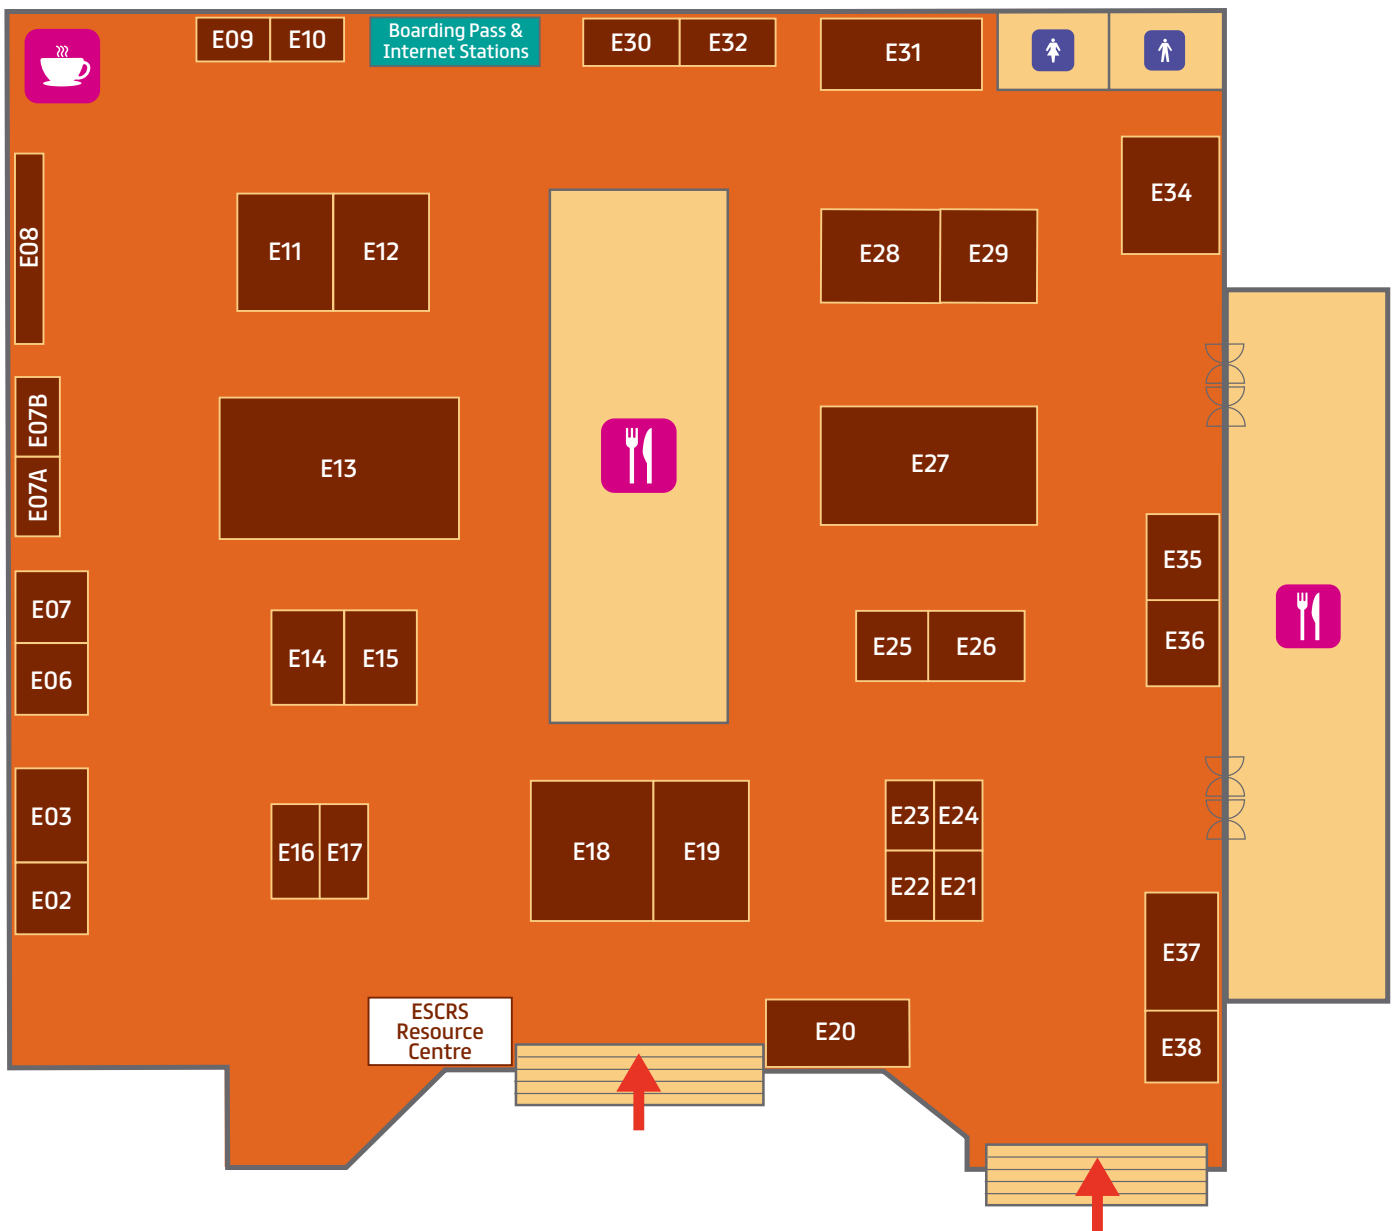 E09
E10
Boarding Pass &
Internet Stations
E30
E32
E31
E34
E08
E11
E12
E28
E29
E07B
E07A
E13
E27
E35
E36
E07
E06
E14
E15
E25
E26
E03
E02
E16
E17
E18
E19
E23
E24
E22
E21
E37
E38
ESCRS
Resource
Centre
E20